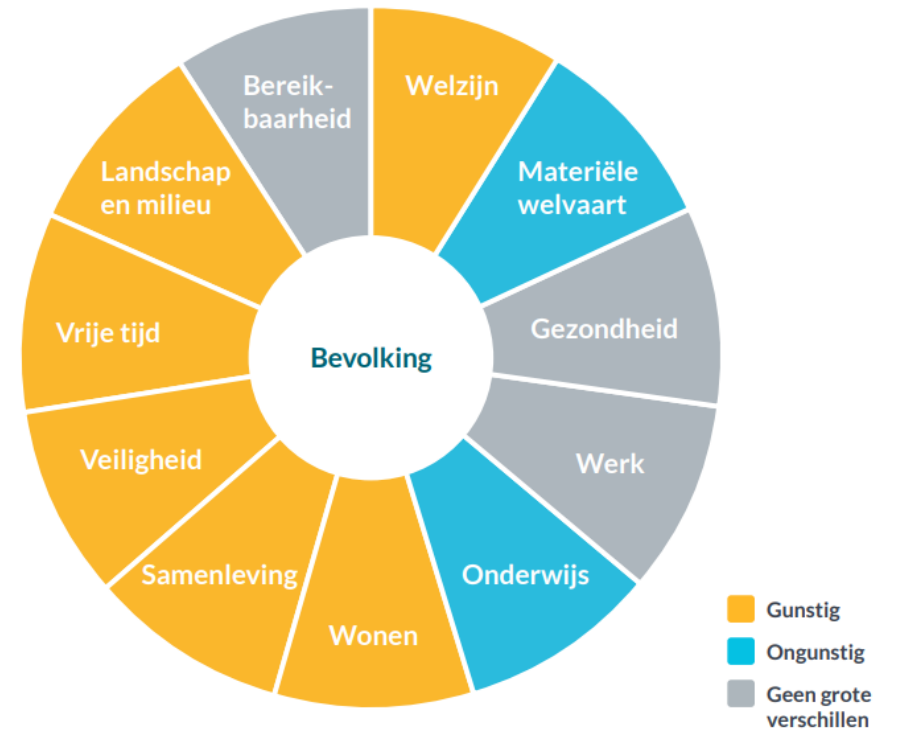 Bereik-
baarheid
Welzijn
Materiële
welvaart
Gezondheid
Werk
Onderwijs
Wonen
Samenleving
Veiligheid
Vrije tijd
Landschap
en milieu
Bevolking
Gunstig
Ongunstig
Geen grote
verschillen